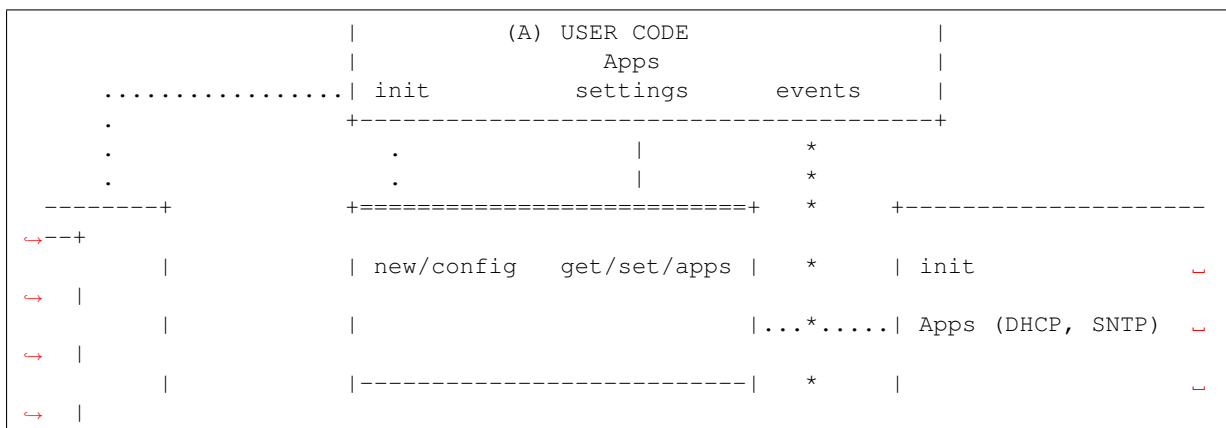 |          (A) USER CODE                 |
                           |                 Apps                   |
          .................| init          settings      events     |
          .                +----------------------------------------+
          .                   .                |           *
          .                   .                |           *
     --------+             +===========================+   *     +---------------------
↪--+
             |             | new/config   get/set/apps |   *     | init               ␣
↪  |
             |             |                           |...*.....| Apps (DHCP, SNTP)  ␣
↪  |
             |             |---------------------------|   *     |                    ␣
↪  |